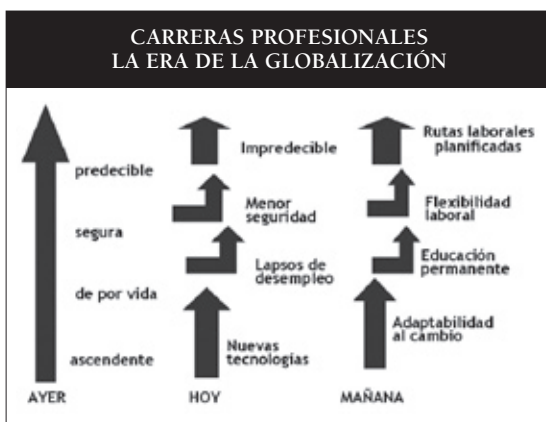 CARRERAS PROFESIONALES
LA ERA DE LA GLOBALIZACIÓN
predecible
segura
de por vida
ascendente
AYER
Impredecible
Menor
seguridad
Lapsos de
desempleo
Nuevas
tecnologías
HOY
Rutas laborales
planificadas
Flexibilidad
laboral
Educación
permanente
Adaptabilidad
al cambio
MAÑANA